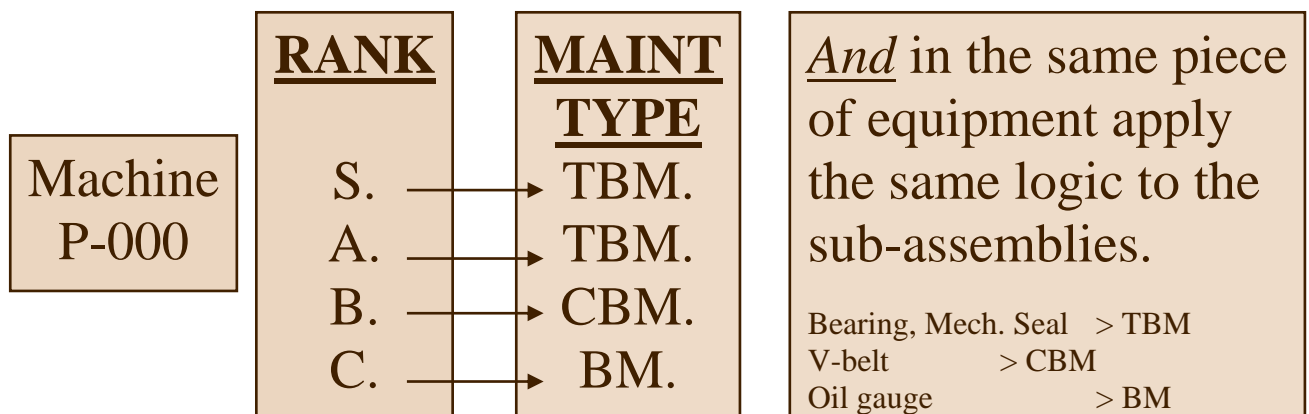 Machine
P-000
RANK
S.
A.
B.
C.
MAINT
TYPE
TBM.
TBM.
CBM.
BM.
And in the same piece
of equipment apply
the same logic to the
sub-assemblies.
Bearing, Mech. Seal > TBM
V-belt > CBM
Oil gauge > BM